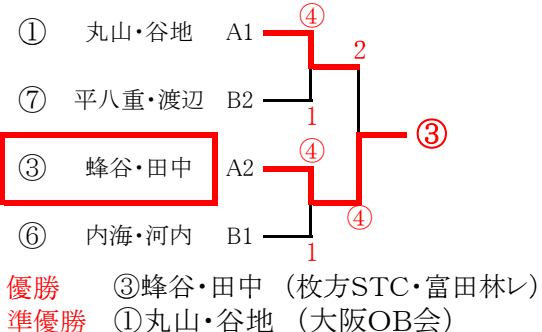 ① 丸山・谷地 A1 ④
2
⑦ 平八重・渡辺 B2 1
③
③ 蜂谷・田中 A2 ④
④
⑥ 内海・河内 B1 1
優勝 ③蜂谷・田中 （枚方STC・富田林レ）
準優勝 ①丸山・谷地 （大阪OB会）